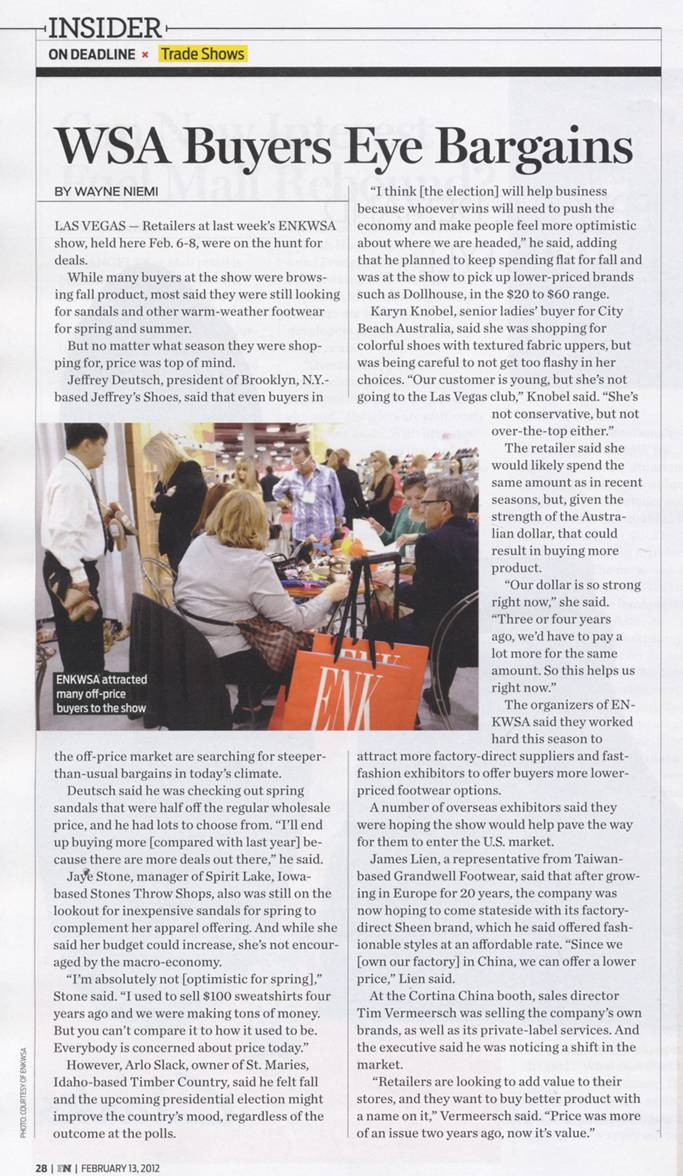 INSIDER
ON DEADLINE × Trade Shows
WSA Buyers Eye Bargains
BY WAYNE NIEMI
LAS VEGAS — Retailers at last week's ENKWSA
show, held here Feb. 6-8, were on the hunt for
deals.
While many buyers at the show were brows-
ing fall product, most said they were still looking
for sandals and other warm-weather footwear
for spring and summer.
But no matter what season they were shop-
ping for, price was top of mind.
Jeffrey Deutsch, president of Brooklyn, N.Y.-
based Jeffrey's Shoes, said that even buyers in
the off-price market are searching for steeper-
than-usual bargains in today's climate.
Deutsch said he was checking out spring
sandals that were half off the regular wholesale
price, and he had lots to choose from. "I'll end
up buying more [compared with last year] be-
cause there are more deals out there," he said.
Jaye Stone, manager of Spirit Lake, Iowa-
based Stones Throw Shops, also was still on the
lookout for inexpensive sandals for spring to
complement her apparel offering. And while she
said her budget could increase, she's not encour-
aged by the macro-economy.
"I'm absolutely not [optimistic for spring],"
Stone said. "I used to sell $100 sweatshirts four
years ago and we were making tons of money.
But you can't compare it to how it used to be.
Everybody is concerned about price today."
However, Arlo Slack, owner of St. Maries,
Idaho-based Timber Country, said he felt fall
and the upcoming presidential election might
improve the country's mood, regardless of the
outcome at the polls.
"I think [the election] will help business
because whoever wins will need to push the
economy and make people feel more optimistic
about where we are headed," he said, adding
that he planned to keep spending flat for fall and
was at the show to pick up lower-priced brands
such as Dollhouse, in the $20 to $60 range.
Karyn Knobel, senior ladies' buyer for City
Beach Australia, said she was shopping for
colorful shoes with textured fabric uppers, but
was being careful to not get too flashy in her
choices. "Our customer is young, but she's not
going to the Las Vegas club," Knobel said. "She's
not conservative, but not
over-the-top either."
The retailer said she
would likely spend the
same amount as in recent
seasons, but, given the
strength of the Austra-
lian dollar, that could
result in buying more
product.
"Our dollar is so strong
right now," she said.
"Three or four years
ago, we'd have to pay a
lot more for the same
amount. So this helps us
right now."
The organizers of EN-
KWSA said they worked
hard this season to
attract more factory-direct suppliers and fast-
fashion exhibitors to offer buyers more lower-
priced footwear options.
A number of overseas exhibitors said they
were hoping the show would help pave the way
for them to enter the U.S. market.
James Lien, a representative from Taiwan-
based Grandwell Footwear, said that after grow-
ing in Europe for 20 years, the company was
now hoping to come stateside with its factory-
direct Sheen brand, which he said offered fash-
ionable styles at an affordable rate. "Since we
[own our factory] in China, we can offer a lower
price," Lien said.
At the Cortina China booth, sales director
Tim Vermeersch was selling the company's own
brands, as well as its private-label services. And
the executive said he was noticing a shift in the
market.
"Retailers are looking to add value to their
stores, and they want to buy better product with
a name on it," Vermeersch said. "Price was more
of an issue two years ago, now it's value."
ENKWSA attracted
many off-price
buyers to the show
ENK
PHOTO: COURTESY OF ENKWSA
28 | FN | FEBRUARY 13, 2012